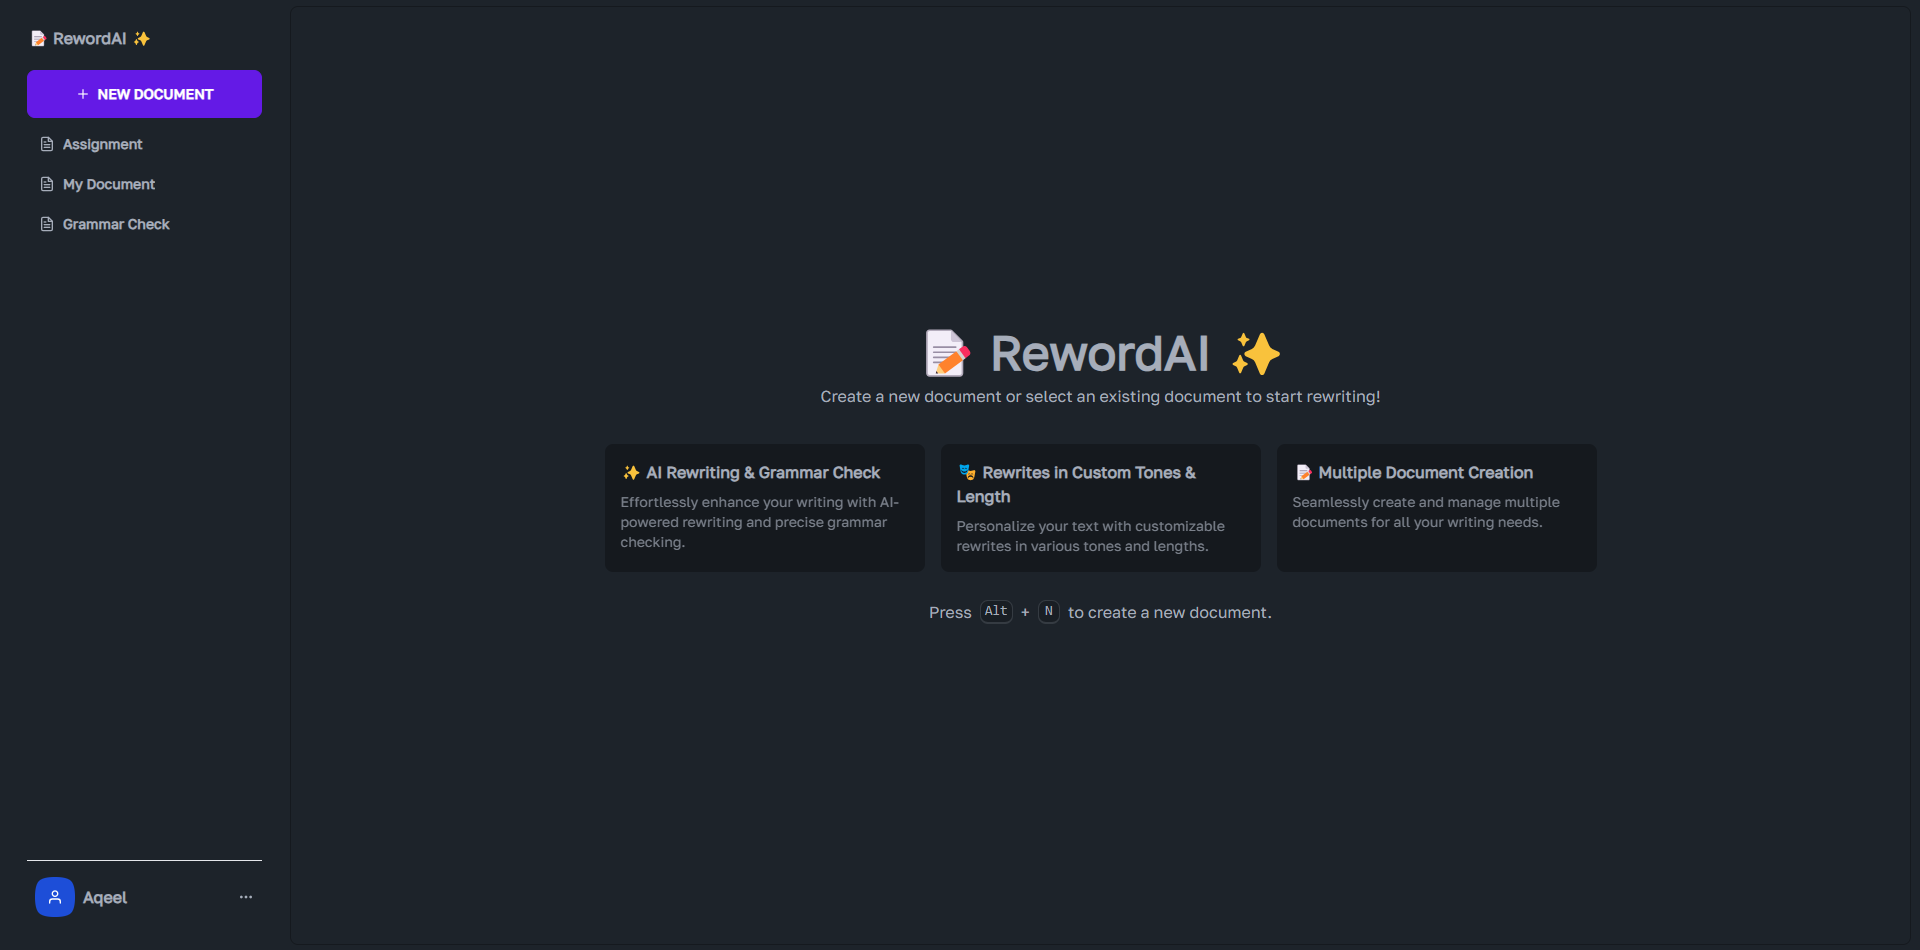 RewordAI
+ NEW DOCUMENT
Assignment
My Document
Grammar Check
RewordAI
Create a new document or select an existing document to start rewriting!
AI Rewriting & Grammar Check
Effortlessly enhance your writing with AI-
powered rewriting and precise grammar
checking.
Rewrites in Custom Tones &
Length
Personalize your text with customizable
rewrites in various tones and lengths.
Multiple Document Creation
Seamlessly create and manage multiple
documents for all your writing needs.
Press Alt + N to create a new document.
Aqeel